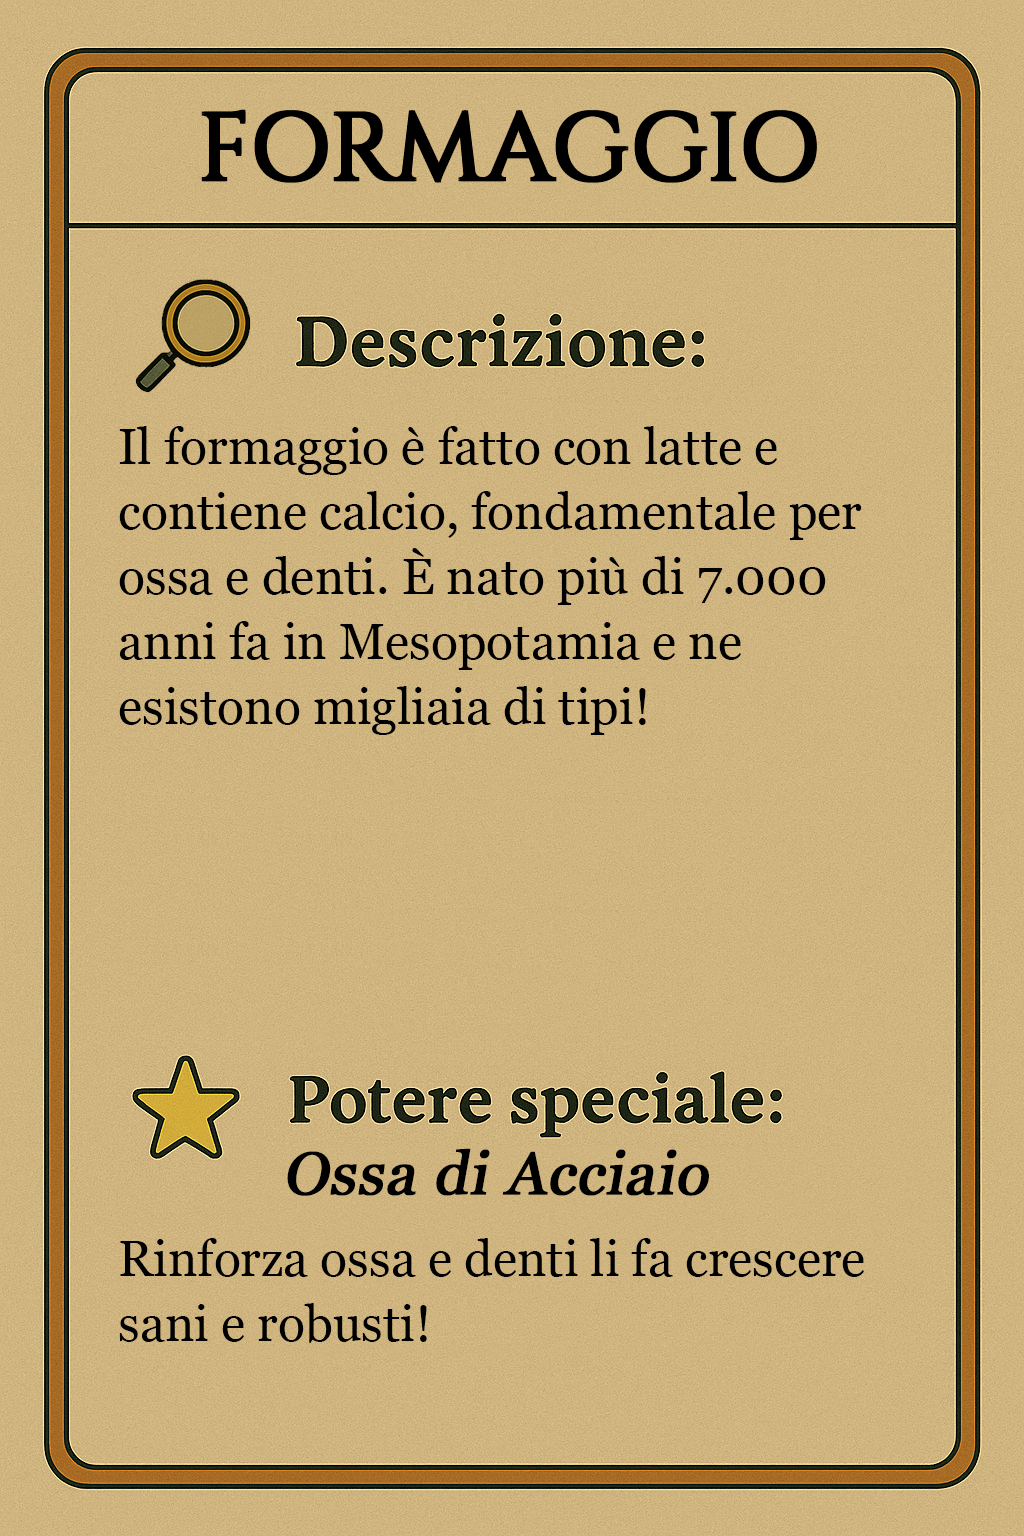 FORMAGGIO
Descrizione:
Il formaggio è fatto con latte e
contiene calcio, fondamentale per
ossa e denti. È nato più di 7.000
anni fa in Mesopotamia e ne
esistono migliaia di tipi!
Potere speciale:
Ossa di Acciaio
Rinforza ossa e denti li fa crescere
sani e robusti!